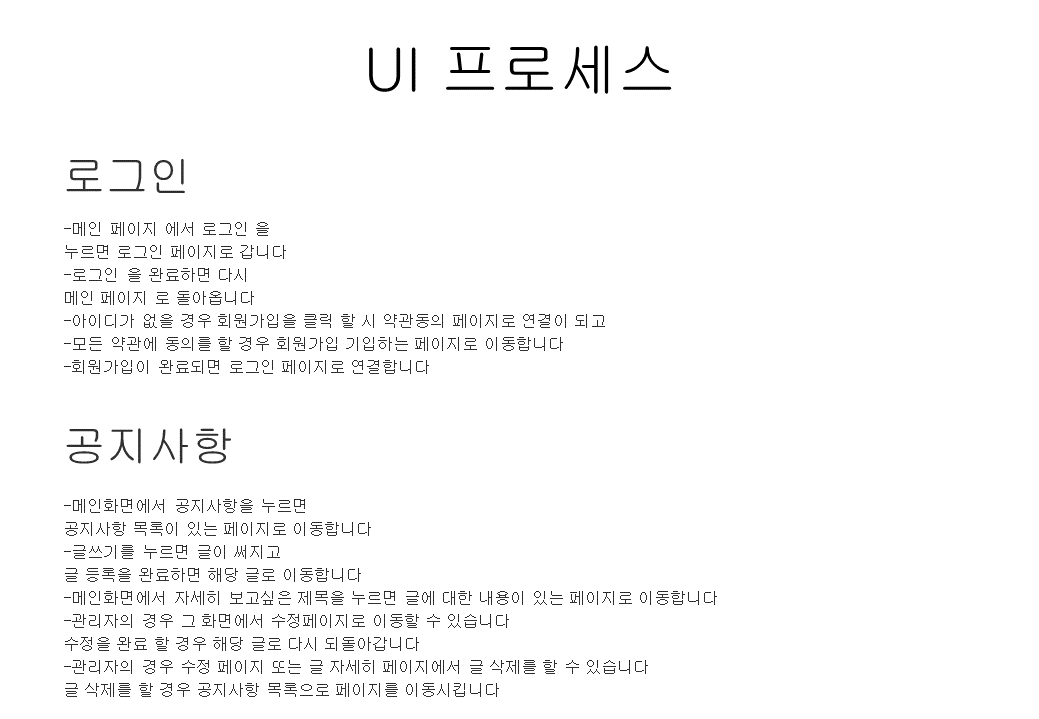 UI 프로세스
로그인
-메인 페이지 에서 로그인 을
누르면 로그인 페이지로 갑니다
-로그인 을 완료하면 다시
메인 페이지 로 돌아옵니다
-아이디가 없을 경우 회원가입을 클릭 할 시 약관동의 페이지로 연결이 되고
-모든 약관에 동의를 할 경우 회원가입 기입하는 페이지로 이동합니다
-회원가입이 완료되면 로그인 페이지로 연결합니다
공지사항
-메인화면에서 공지사항을 누르면
공지사항 목록이 있는 페이지로 이동합니다
-글쓰기를 누르면 글이 써지고
글 등록을 완료하면 해당 글로 이동합니다
-메인화면에서 자세히 보고싶은 제목을 누르면 글에 대한 내용이 있는 페이지로 이동합니다
-관리자의 경우 그 화면에서 수정페이지로 이동할 수 있습니다
수정을 완료 할 경우 해당 글로 다시 되돌아갑니다
-관리자의 경우 수정 페이지 또는 글 자세히 페이지에서 글 삭제를 할 수 있습니다
글 삭제를 할 경우 공지사항 목록으로 페이지를 이동시킵니다